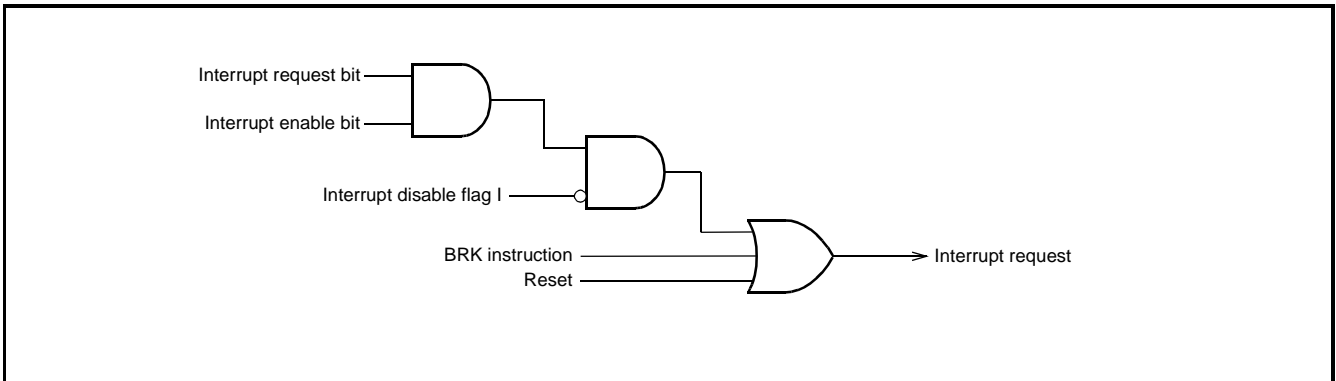 Interrupt request bit
Interrupt enable bit
Interrupt disable flag I
BRK instruction
Reset
Interrupt request